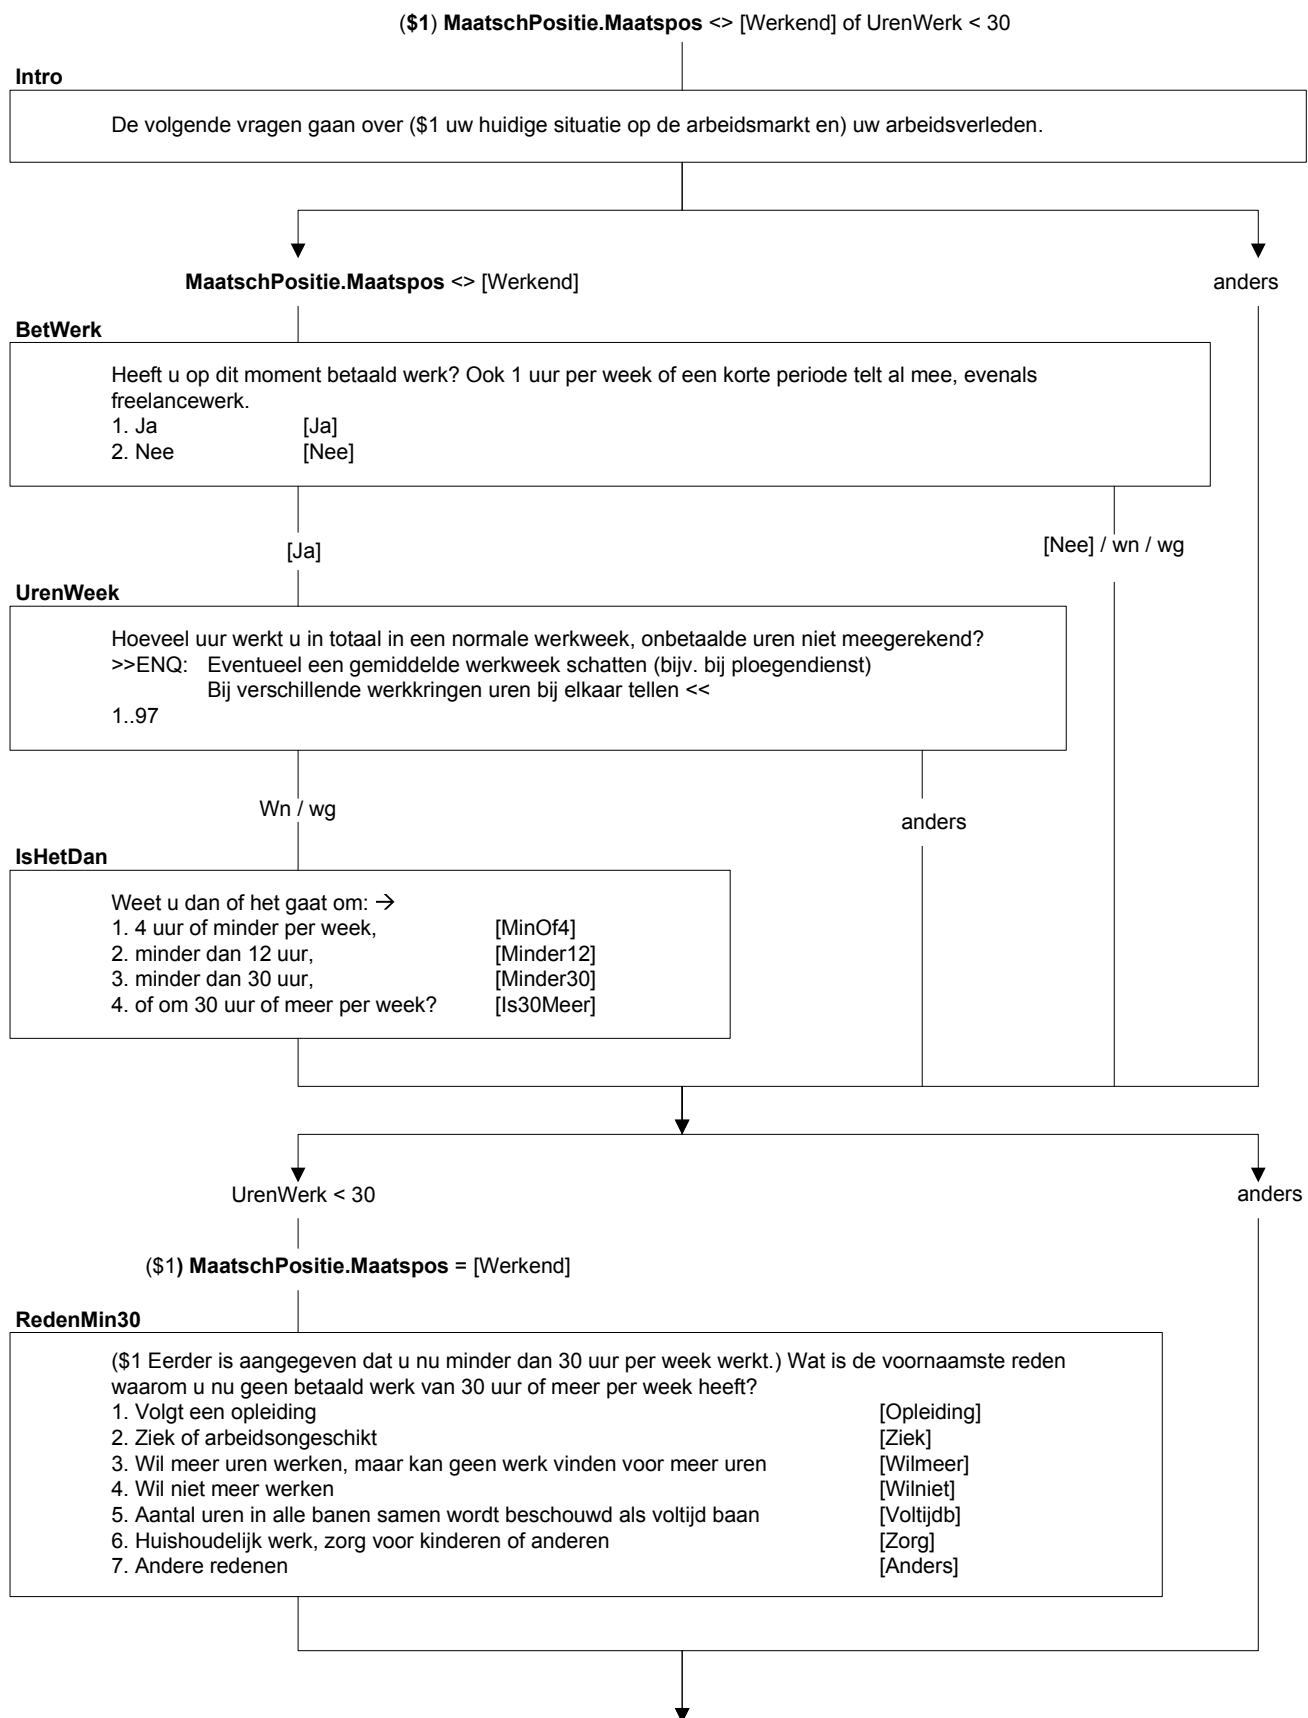 ($1) MaatschPositie.Maatspos <> [Werkend] of UrenWerk < 30
Intro
De volgende vragen gaan over ($1 uw huidige situatie op de arbeidsmarkt en) uw arbeidsverleden.
MaatschPositie.Maatspos <> [Werkend]
anders
BetWerk
Heeft u op dit moment betaald werk? Ook 1 uur per week of een korte periode telt al mee, evenals
freelancewerk.
1. Ja [Ja]
2. Nee [Nee]
[Ja]
[Nee] / wn / wg
UrenWeek
Hoeveel uur werkt u in totaal in een normale werkweek, onbetaalde uren niet meegerekend?
>>ENQ: Eventueel een gemiddelde werkweek schatten (bijv. bij ploegendienst)
Bij verschillende werkkringen uren bij elkaar tellen <<
1..97
Wn / wg
anders
IsHetDan
Weet u dan of het gaat om: →
1. 4 uur of minder per week, [MinOf4]
2. minder dan 12 uur, [Minder12]
3. minder dan 30 uur, [Minder30]
4. of om 30 uur of meer per week? [Is30Meer]
UrenWerk < 30
anders
($1) MaatschPositie.Maatspos = [Werkend]
RedenMin30
($1 Eerder is aangegeven dat u nu minder dan 30 uur per week werkt.) Wat is de voornaamste reden
waarom u nu geen betaald werk van 30 uur of meer per week heeft?
1. Volgt een opleiding [Opleiding]
2. Ziek of arbeidsongeschikt [Ziek]
3. Wil meer uren werken, maar kan geen werk vinden voor meer uren [Wilmeer]
4. Wil niet meer werken [Wilniet]
5. Aantal uren in alle banen samen wordt beschouwd als voltijd baan [Voltijdb]
6. Huishoudelijk werk, zorg voor kinderen of anderen [Zorg]
7. Andere redenen [Anders]